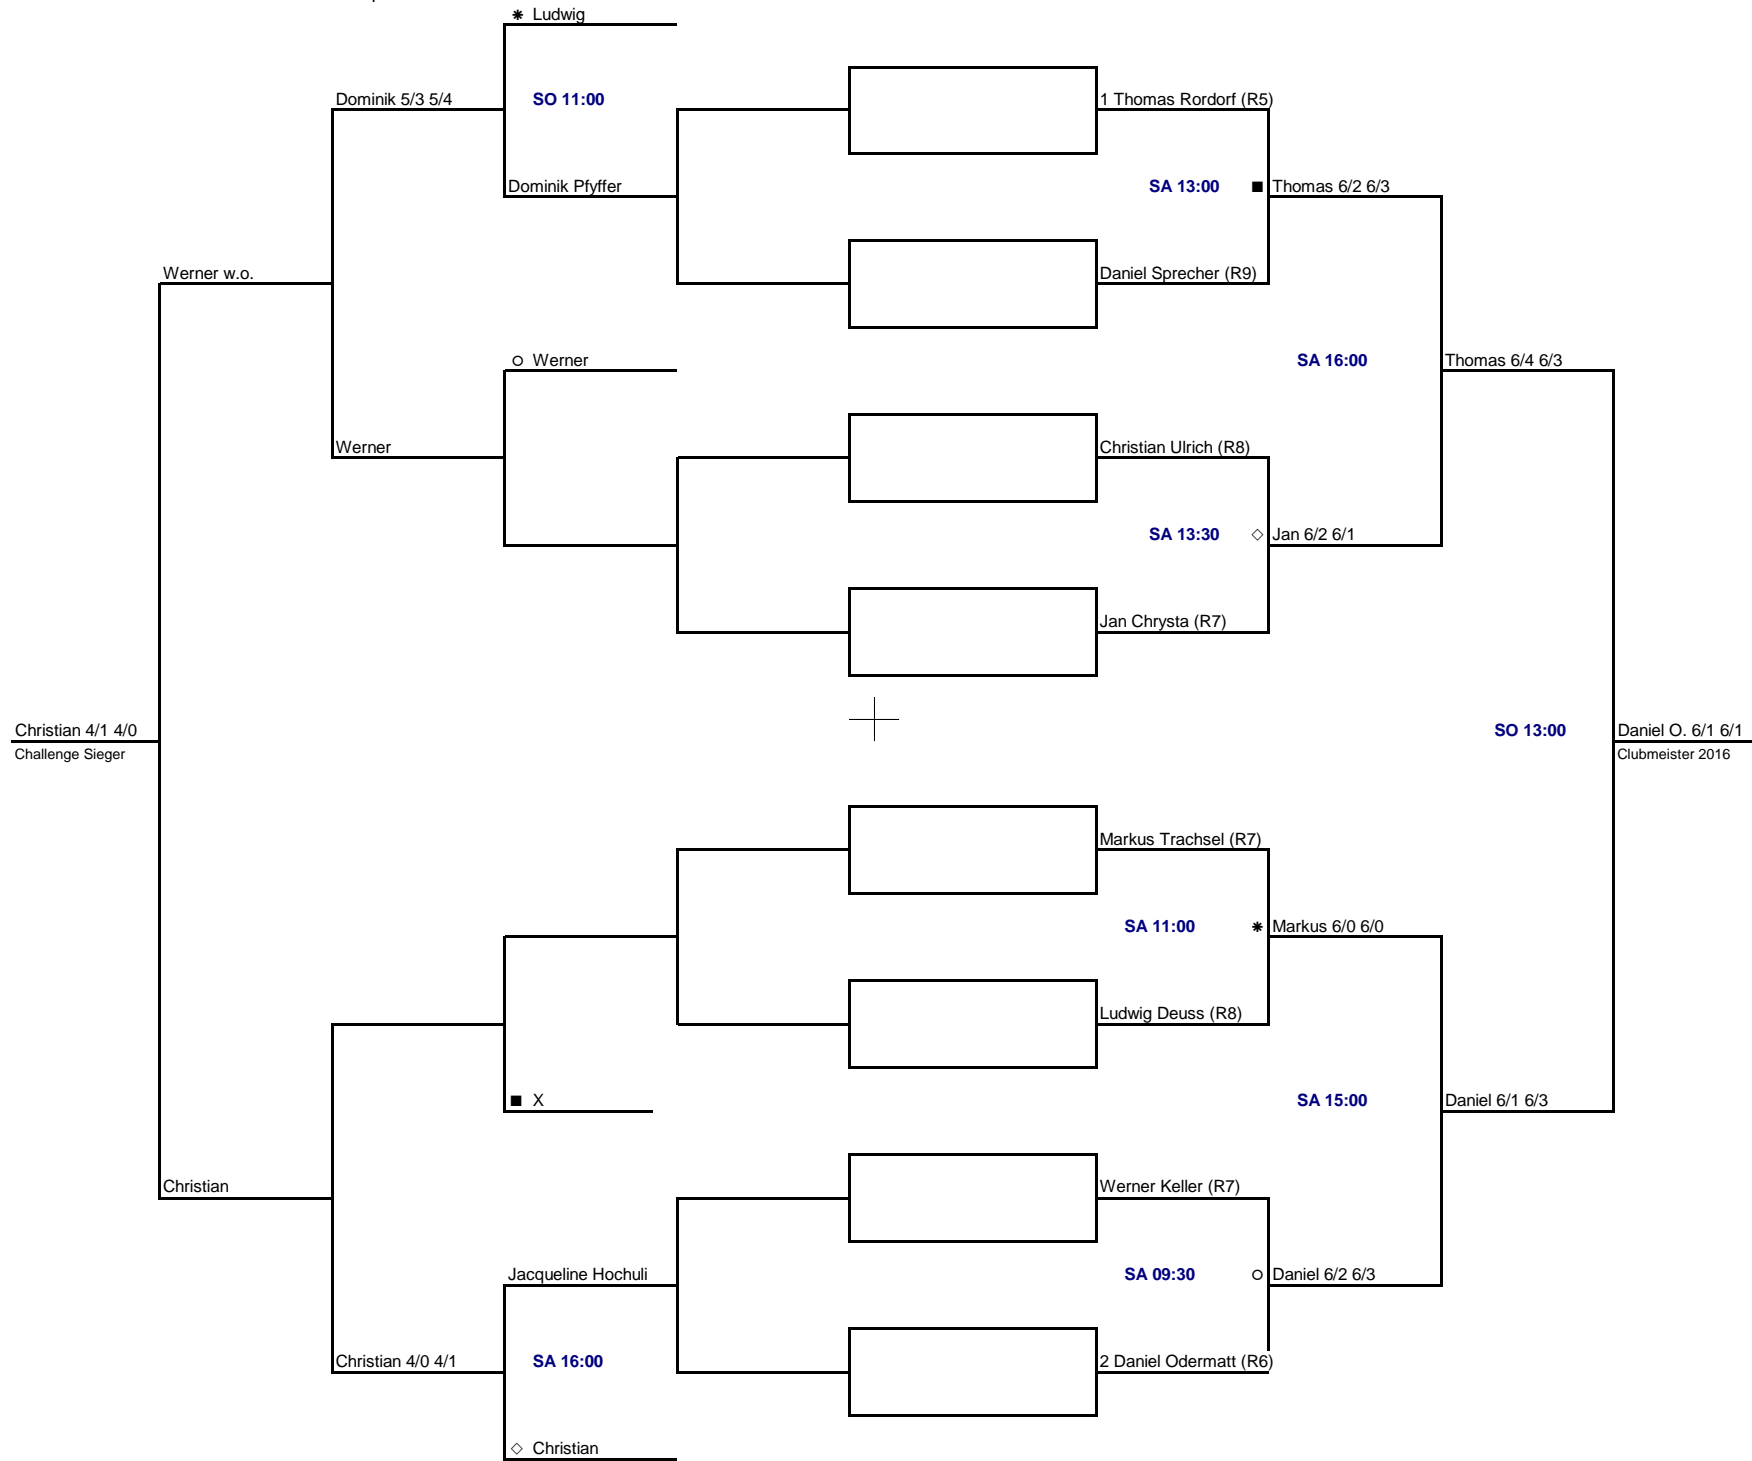 Ludwig
Dominik 5/3 5/4
SO 11:00
1 Thomas Rordorf (R5)
Dominik Pfyffer
SA 13:00
Thomas 6/2 6/3
Werner w.o.
Daniel Sprecher (R9)
Werner
SA 16:00
Thomas 6/4 6/3
Werner
Christian Ulrich (R8)
SA 13:30
Jan 6/2 6/1
Jan Chrysta (R7)
Christian 4/1 4/0
Challenge Sieger
SO 13:00
Daniel O. 6/1 6/1
Clubmeister 2016
Markus Trachsel (R7)
SA 11:00
Markus 6/0 6/0
Ludwig Deuss (R8)
X
SA 15:00
Daniel 6/1 6/3
Christian
Werner Keller (R7)
Jacqueline Hochuli
SA 09:30
Daniel 6/2 6/3
Christian 4/0 4/1
SA 16:00
2 Daniel Odermatt (R6)
Christian